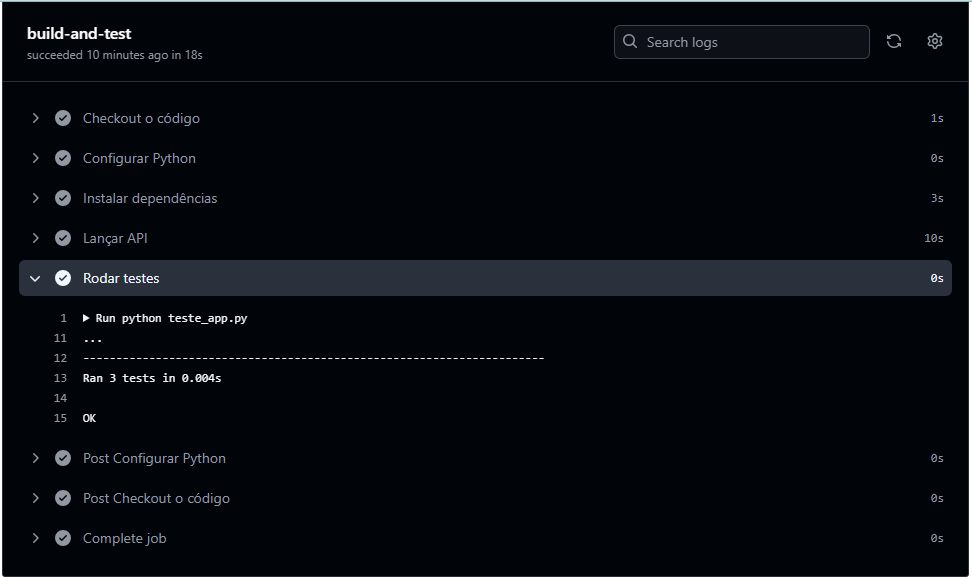 build-and-test
succeeded 10 minutes ago in 18s
Search logs
Checkout o código 1s
Configurar Python 0s
Instalar dependências 3s
Lançar API 10s
Rodar testes 0s
1 Run python teste_app.py
11 ...
12 ----------------------------------------------------------------------
13 Ran 3 tests in 0.004s
14
15 OK
Post Configurar Python 0s
Post Checkout o código 0s
Complete job 0s